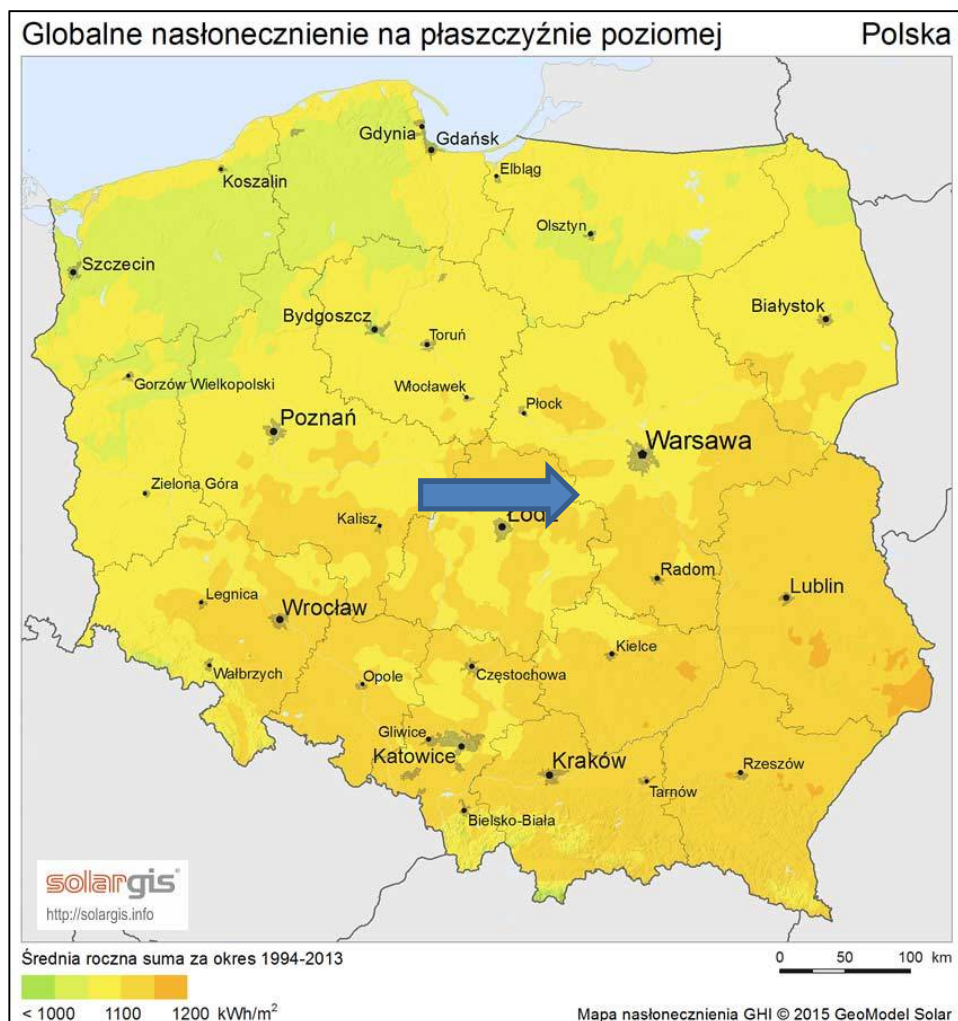 Globalne nasłonecznienie na płaszczyźnie poziomej
Polska
Gdynia
Gdańsk
Koszalin
Elbląg
Olsztyn
Szczecin
Białystok
Bydgoszcz
Toruń
Gorzów Wielkopolski
Włocławek
Płock
Poznań
Warsawa
Zielona Góra
Kalisz
Łódź
Radom
Legnica
Lublin
Wrocław
Kielce
Wałbrzych
Opole
Częstochowa
Gliwice
Katowice
Kraków
Rzeszów
Tarnów
Bielsko-Biała
solargis®
http://solargis.info
Średnia roczna suma za okres 1994-2013
0 50 100 km
< 1000 1100 1200 kWh/m²
Mapa nasłonecznienia GHI © 2015 GeoModel Solar